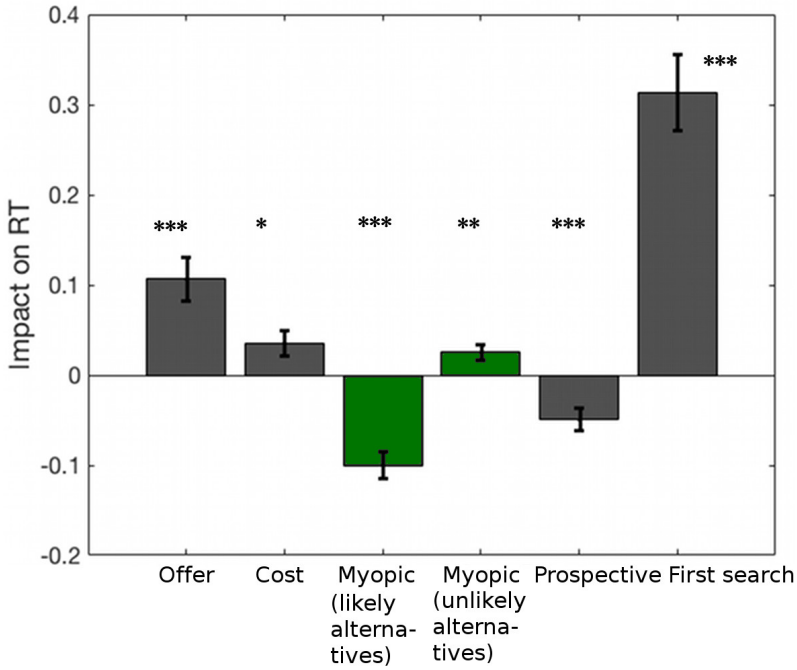 0.4
0.3
0.2
0.1
0
-0.1
-0.2
Impact on RT
***
*
***
**
***
***
Offer
Cost
Myopic
(likely
alterna-
tives)
Myopic
(unlikely
alterna-
tives)
Prospective
First search